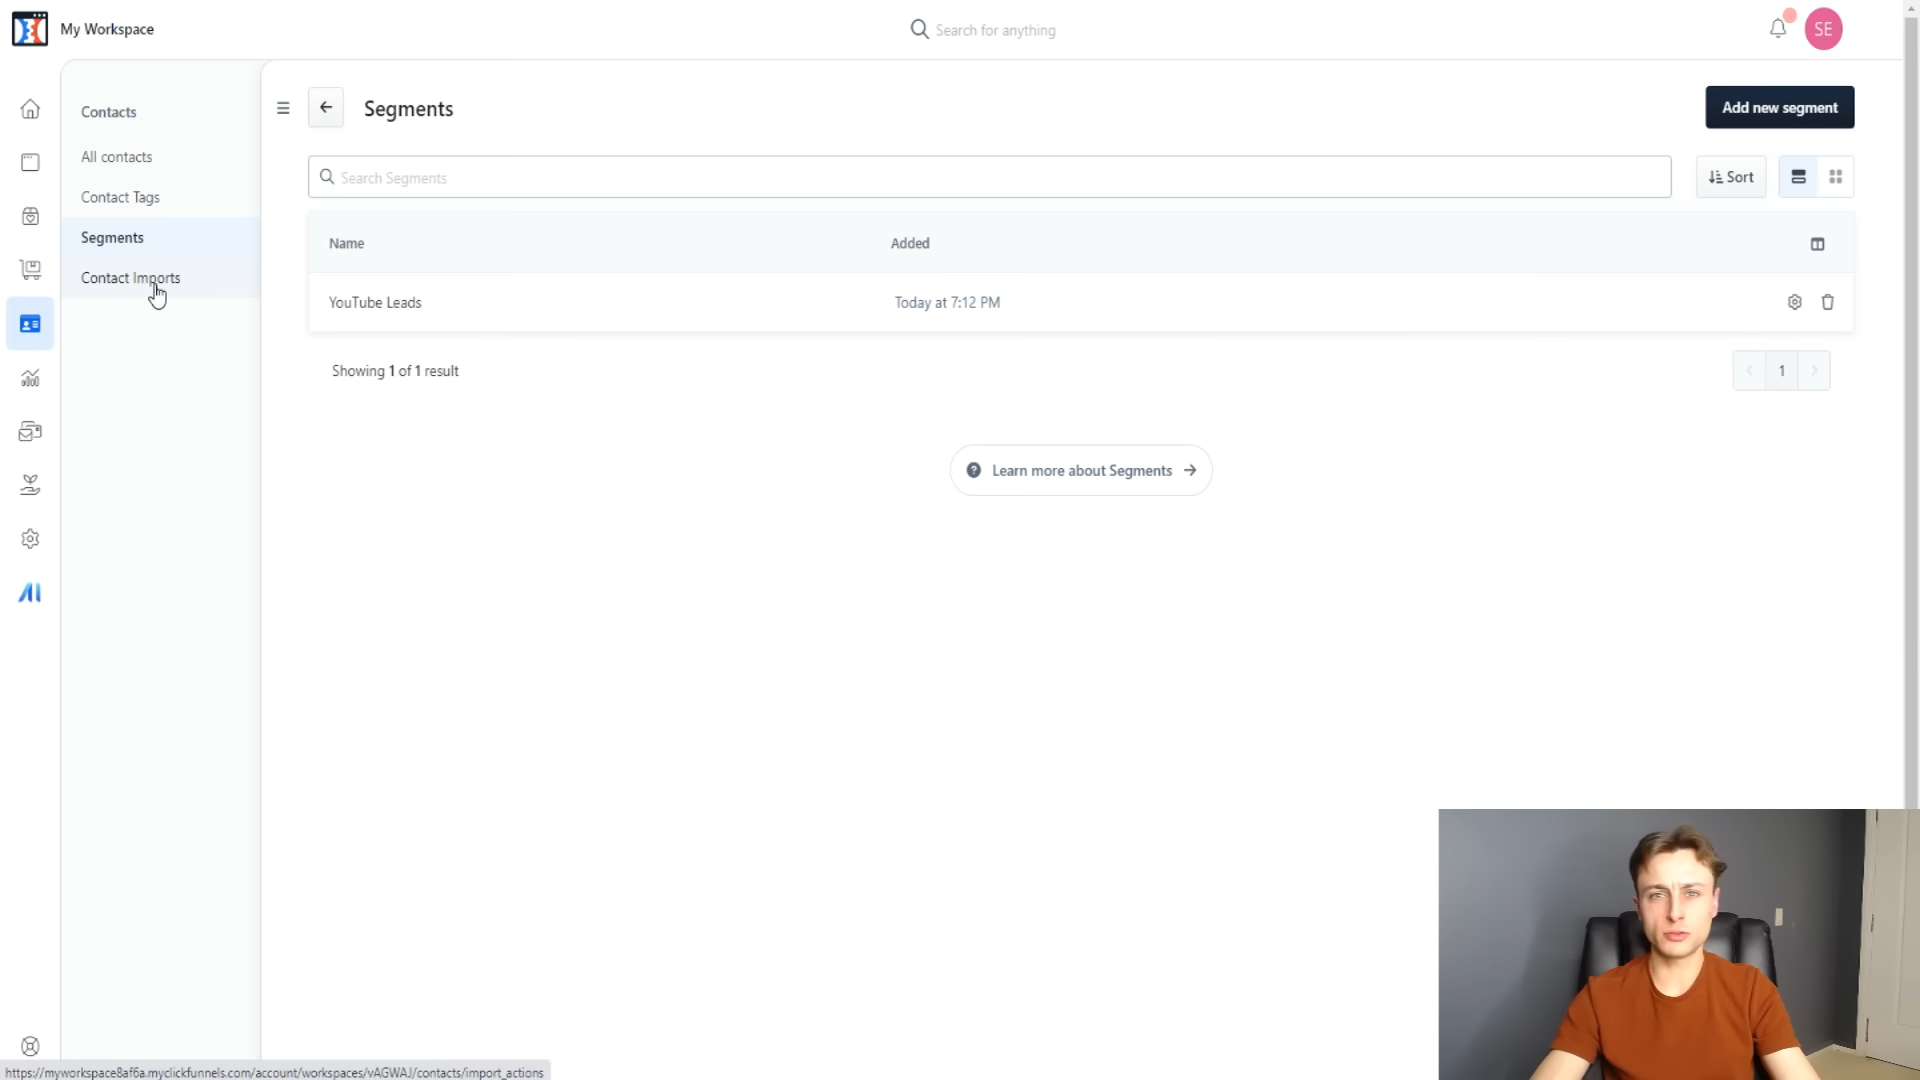 My Workspace
Search for anything
SE
Contacts
All contacts
Contact Tags
Segments
Contact Imports
AI
Segments
Add new segment
Search Segments
Sort
Name
Added
YouTube Leads
Today at 7:12 PM
Showing 1 of 1 result
1
Learn more about Segments
https://myworkspace8af6a.myclickfunnels.com/account/workspaces/vAGWAJ/contacts/import_actions